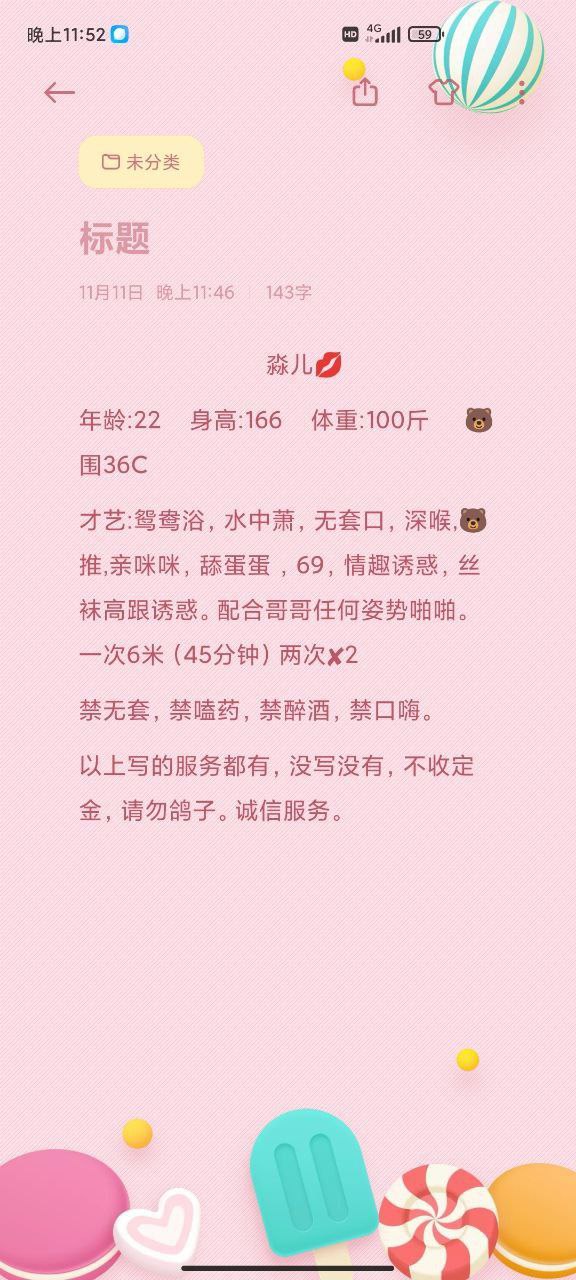 晚上11:52
HD 4G 59
未分类
标题
11月11日 晚上11:46 | 143字
淼儿💋
年龄:22 身高:166 体重:100斤 🐻
围36C
才艺:鸳鸯浴，水中萧，无套口，深喉,🐻
推,亲咪咪，舔蛋蛋，69，情趣诱惑，丝
袜高跟诱惑。配合哥哥任何姿势啪啪。
一次6米（45分钟）两次✘2
禁无套，禁嗑药，禁醉酒，禁口嗨。
以上写的服务都有，没写没有，不收定
金，请勿鸽子。诚信服务。